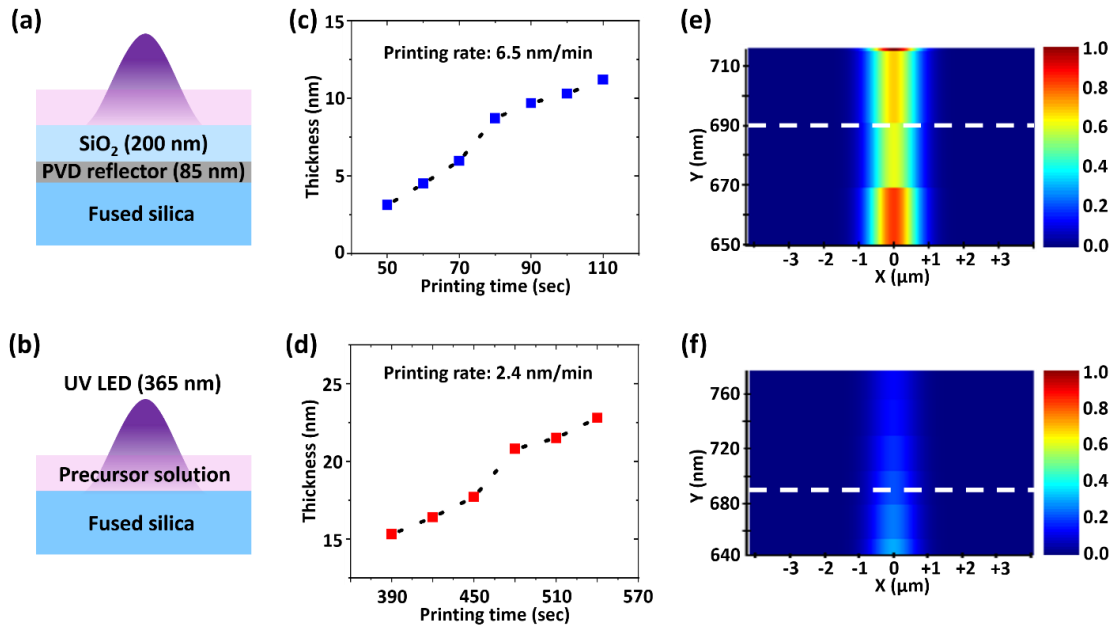 (a)
SiO₂ (200 nm)
PVD reflector (85 nm)
Fused silica
(b)
UV LED (365 nm)
Precursor solution
Fused silica
(c)
Printing rate: 6.5 nm/min
Thickness (nm)
15
10
5
0
50 70 90 110
Printing time (sec)
(d)
Printing rate: 2.4 nm/min
Thickness (nm)
25
20
15
390 450 510 570
Printing time (sec)
(e)
Y (nm)
710
690
670
650
-3 -2 -1 0 +1 +2 +3
X (μm)
1.0
0.8
0.6
0.4
0.2
0.0
(f)
Y (nm)
760
720
680
640
-3 -2 -1 0 +1 +2 +3
X (μm)
1.0
0.8
0.6
0.4
0.2
0.0